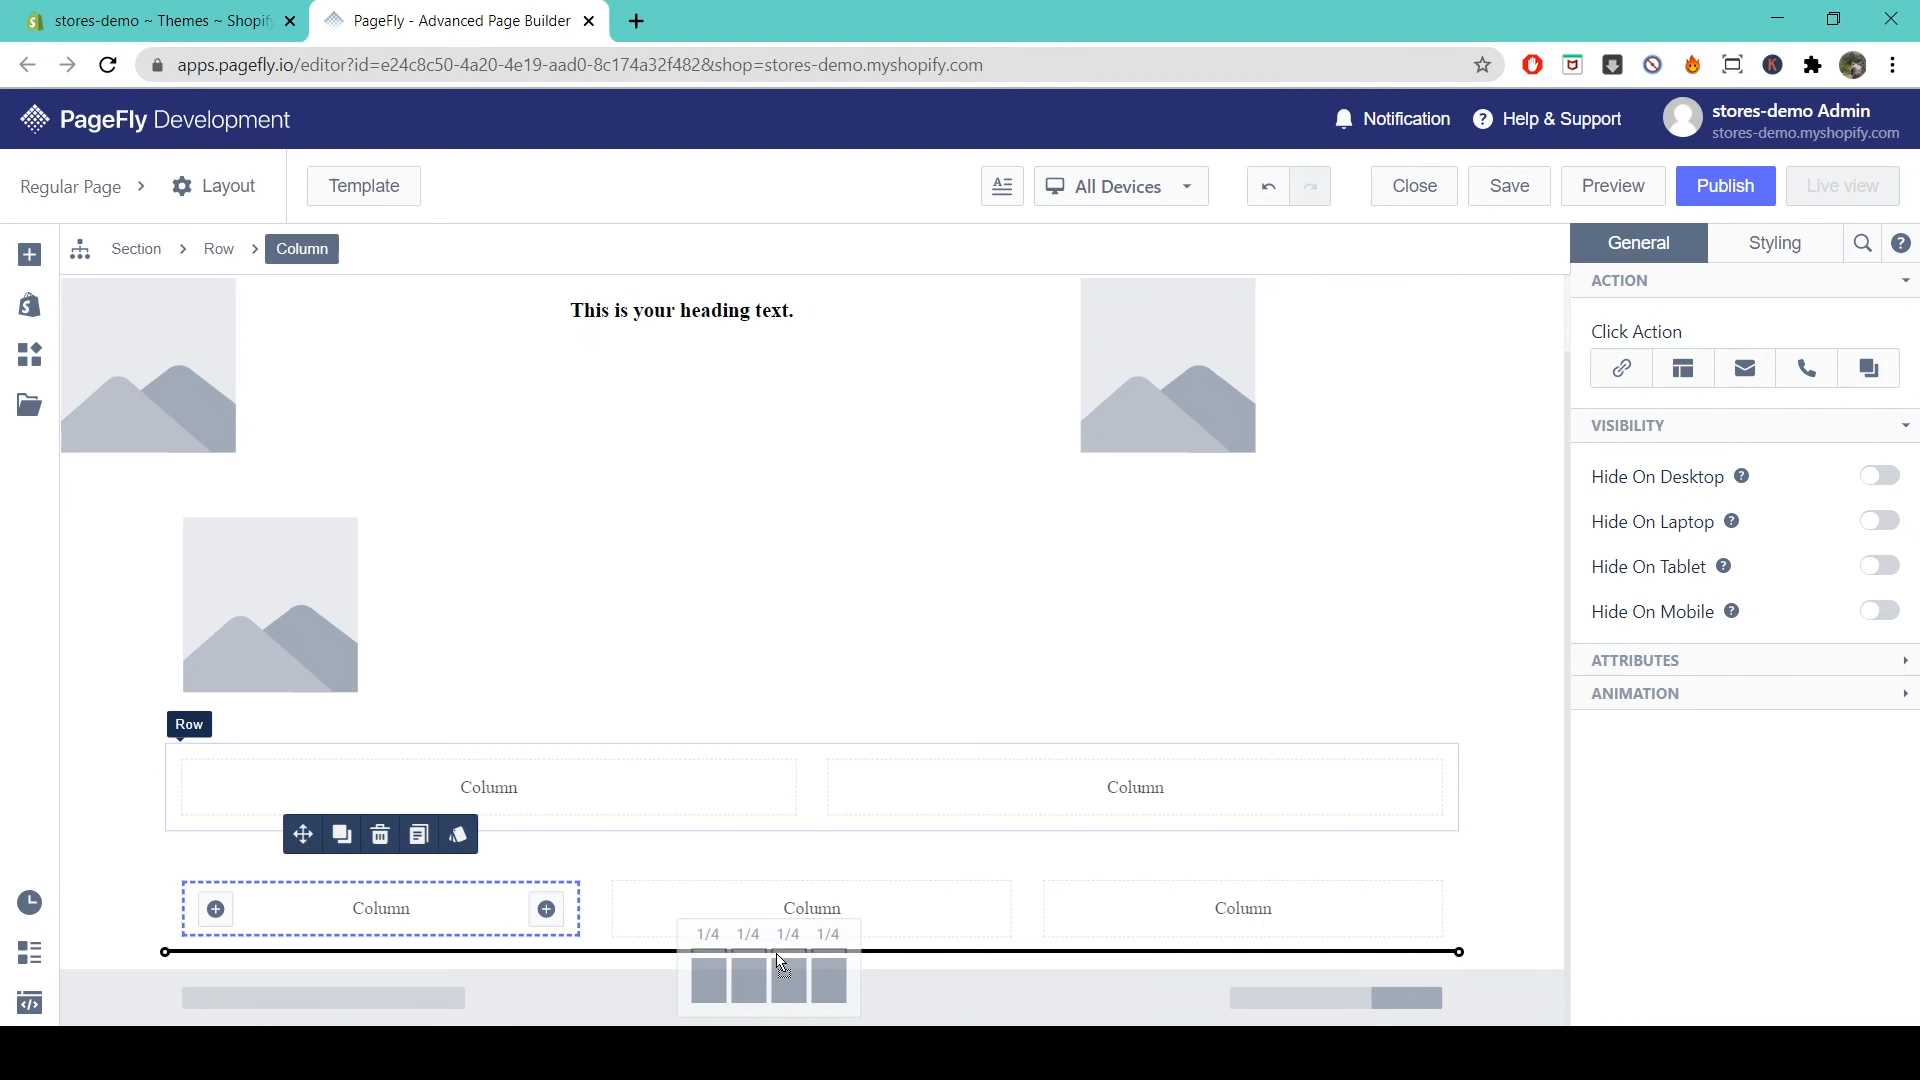 stores-demo ~ Themes ~ Shopif
PageFly - Advanced Page Builder
apps.pagefly.io/editor?id=e24c8c50-4a20-4e19-aad0-8c174a32f482&shop=stores-demo.myshopify.com
PageFly Development
Notification
Help & Support
stores-demo Admin
stores-demo.myshopify.com
Regular Page
Layout
Template
All Devices
Close
Save
Preview
Publish
Live view
Section
Row
Column
General
Styling
ACTION
This is your heading text.
Click Action
VISIBILITY
Hide On Desktop
Hide On Laptop
Hide On Tablet
Hide On Mobile
ATTRIBUTES
ANIMATION
Row
Column
Column
Column
Column
Column
1/4 1/4 1/4 1/4